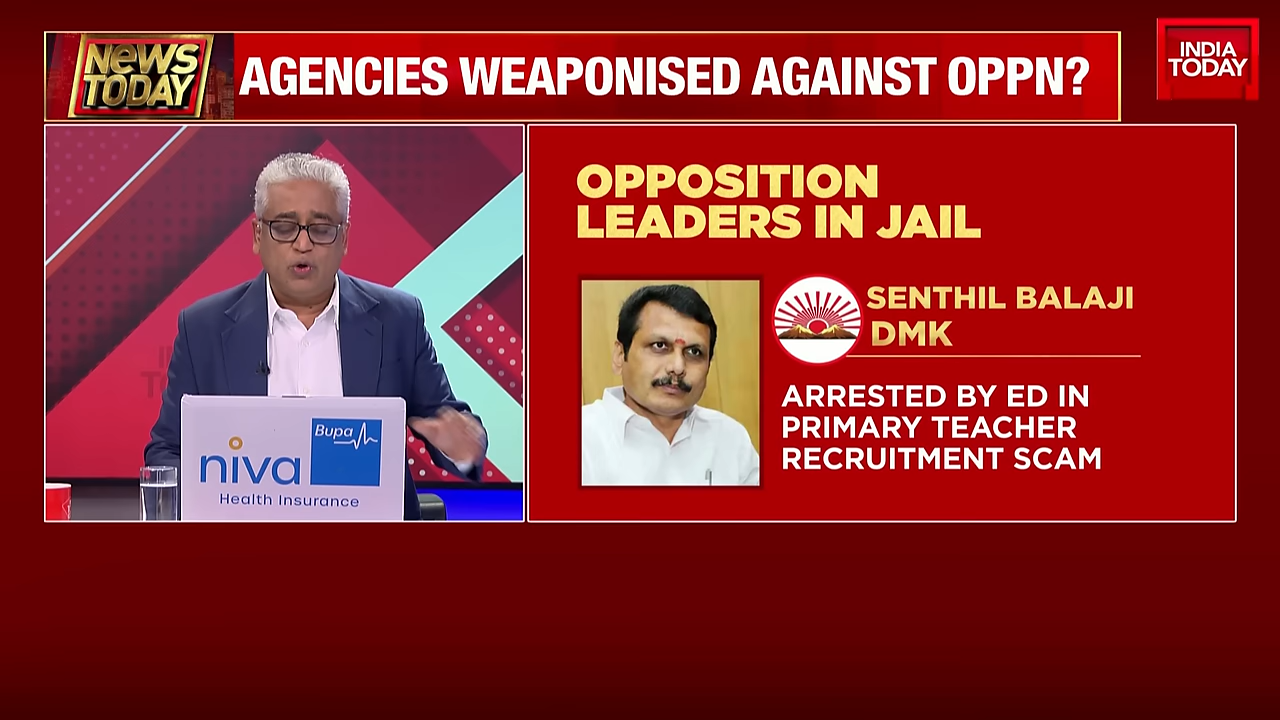 NEWS
TODAY
AGENCIES WEAPONISED AGAINST OPPN?
INDIA
TODAY
OPPOSITION
LEADERS IN JAIL
SENTHIL BALAJI
DMK
ARRESTED BY ED IN
PRIMARY TEACHER
RECRUITMENT SCAM
Bupa
niva
Health Insurance